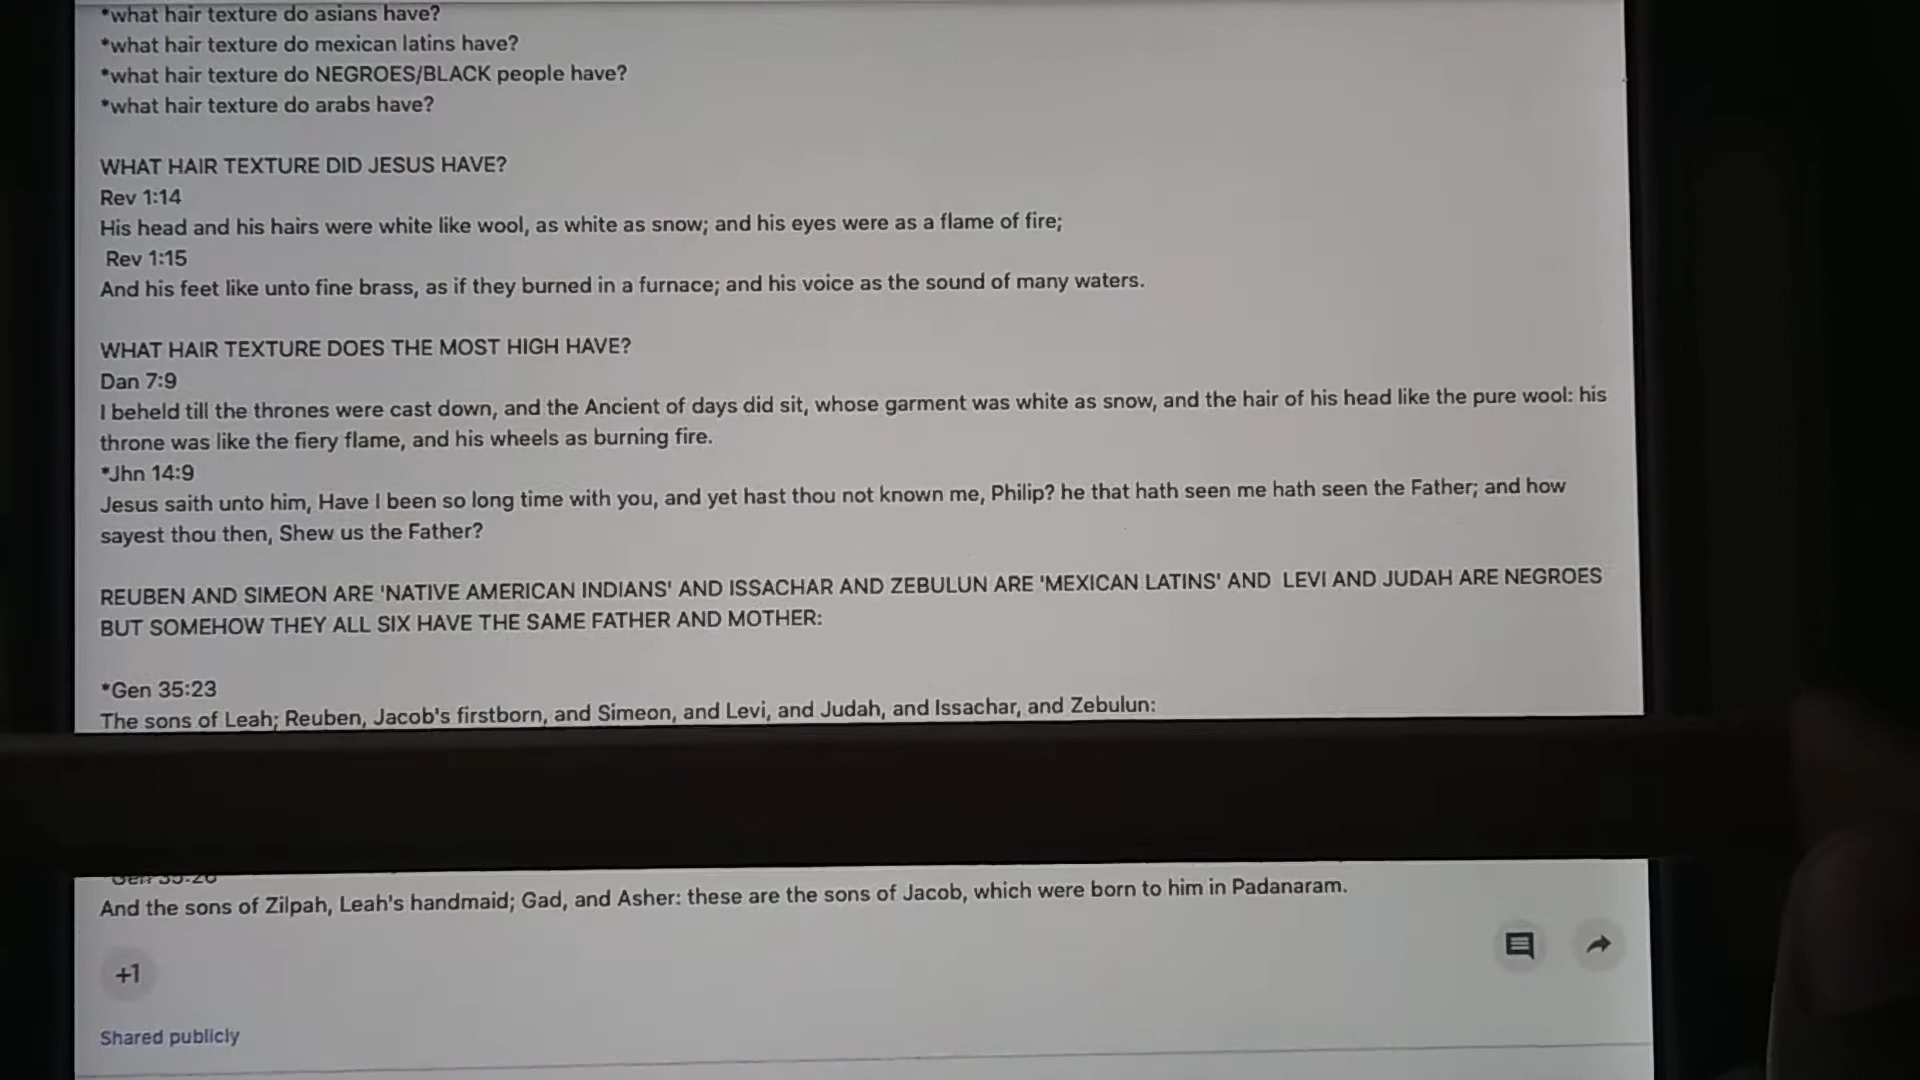 *what hair texture do asians have?
*what hair texture do mexican latins have?
*what hair texture do NEGROES/BLACK people have?
*what hair texture do arabs have?
WHAT HAIR TEXTURE DID JESUS HAVE?
Rev 1:14
His head and his hairs were white like wool, as white as snow; and his eyes were as a flame of fire;
Rev 1:15
And his feet like unto fine brass, as if they burned in a furnace; and his voice as the sound of many waters.
WHAT HAIR TEXTURE DOES THE MOST HIGH HAVE?
Dan 7:9
I beheld till the thrones were cast down, and the Ancient of days did sit, whose garment was white as snow, and the hair of his head like the pure wool: his
throne was like the fiery flame, and his wheels as burning fire.
*Jhn 14:9
Jesus saith unto him, Have I been so long time with you, and yet hast thou not known me, Philip? he that hath seen me hath seen the Father; and how
sayest thou then, Shew us the Father?
REUBEN AND SIMEON ARE 'NATIVE AMERICAN INDIANS' AND ISSACHAR AND ZEBULUN ARE 'MEXICAN LATINS' AND LEVI AND JUDAH ARE NEGROES
BUT SOMEHOW THEY ALL SIX HAVE THE SAME FATHER AND MOTHER:
*Gen 35:23
The sons of Leah; Reuben, Jacob's firstborn, and Simeon, and Levi, and Judah, and Issachar, and Zebulun:
Gen 35:26
And the sons of Zilpah, Leah's handmaid; Gad, and Asher: these are the sons of Jacob, which were born to him in Padanaram.
+1
Shared publicly